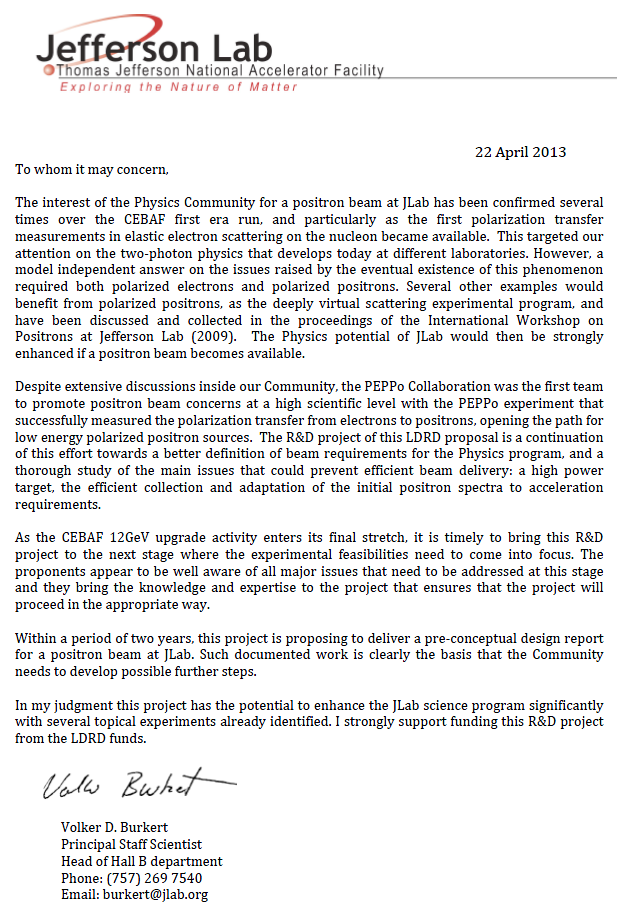 Jefferson Lab
Thomas Jefferson National Accelerator Facility
Exploring the Nature of Matter
22 April 2013
To whom it may concern,
The interest of the Physics Community for a positron beam at JLab has been confirmed several
times over the CEBAF first era run, and particularly as the first polarization transfer
measurements in elastic electron scattering on the nucleon became available. This targeted our
attention on the two-photon physics that develops today at different laboratories. However, a
model independent answer on the issues raised by the eventual existence of this phenomenon
required both polarized electrons and polarized positrons. Several other examples would
benefit from polarized positrons, as the deeply virtual scattering experimental program, and
have been discussed and collected in the proceedings of the International Workshop on
Positrons at Jefferson Lab (2009). The Physics potential of JLab would then be strongly
enhanced if a positron beam becomes available.
Despite extensive discussions inside our Community, the PEPPo Collaboration was the first team
to promote positron beam concerns at a high scientific level with the PEPPo experiment that
successfully measured the polarization transfer from electrons to positrons, opening the path for
low energy polarized positron sources. The R&D project of this LDRD proposal is a continuation
of this effort towards a better definition of beam requirements for the Physics program, and a
thorough study of the main issues that could prevent efficient beam delivery: a high power
target, the efficient collection and adaptation of the initial positron spectra to acceleration
requirements.
As the CEBAF 12GeV upgrade activity enters its final stretch, it is timely to bring this R&D
project to the next stage where the experimental feasibilities need to come into focus. The
proponents appear to be well aware of all major issues that need to be addressed at this stage
and they bring the knowledge and expertise to the project that ensures that the project will
proceed in the appropriate way.
Within a period of two years, this project is proposing to deliver a pre-conceptual design report
for a positron beam at JLab. Such documented work is clearly the basis that the Community
needs to develop possible further steps.
In my judgment this project has the potential to enhance the JLab science program significantly
with several topical experiments already identified. I strongly support funding this R&D project
from the LDRD funds.
Volker Burkert
Volker D. Burkert
Principal Staff Scientist
Head of Hall B department
Phone: (757) 269 7540
Email: burkert@jlab.org